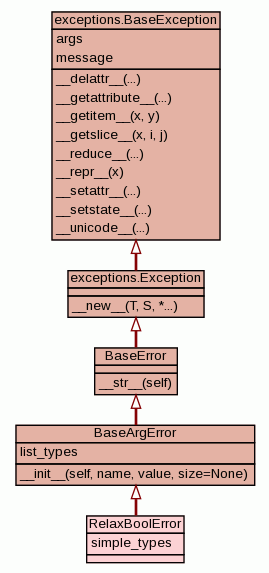 exceptions.BaseException
args
message
__delattr__(...)
__getattribute__(...)
__getitem__(x, y)
__getslice__(x, i, j)
__reduce__(...)
__repr__(x)
__setattr__(...)
__setstate__(...)
__unicode__(...)
exceptions.Exception
__new__(T, S, *...)
BaseError
__str__(self)
BaseArgError
list_types
__init__(self, name, value, size=None)
RelaxBoolError
simple_types